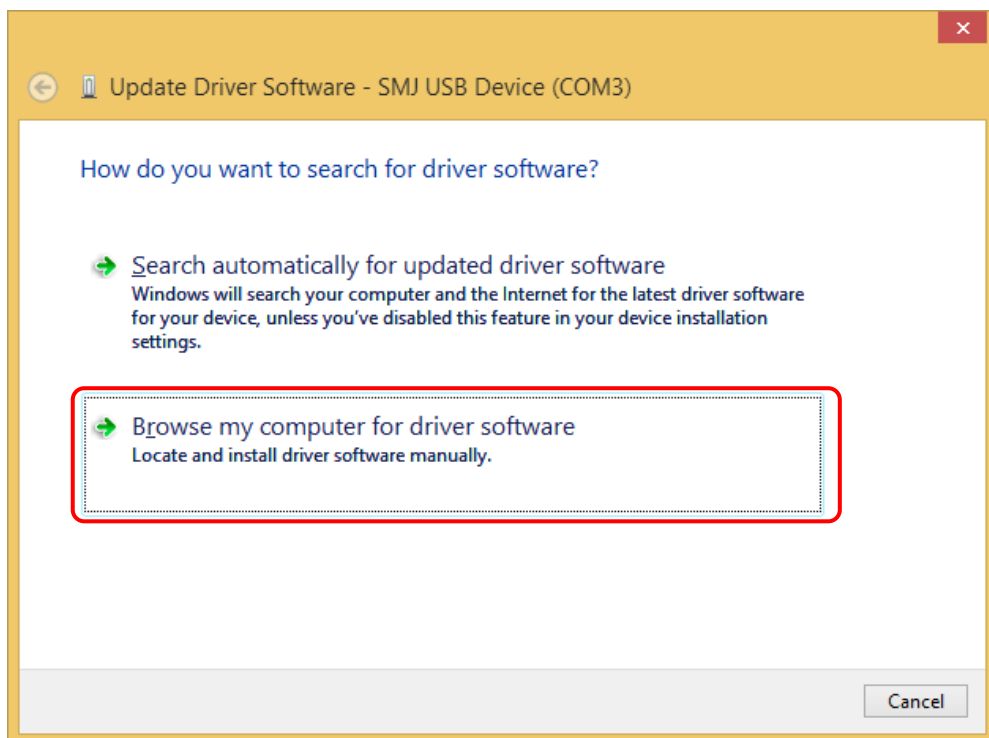 Update Driver Software - SMJ USB Device (COM3)
How do you want to search for driver software?
Search automatically for updated driver software
Windows will search your computer and the Internet for the latest driver software
for your device, unless you've disabled this feature in your device installation
settings.
Browse my computer for driver software
Locate and install driver software manually.
Cancel